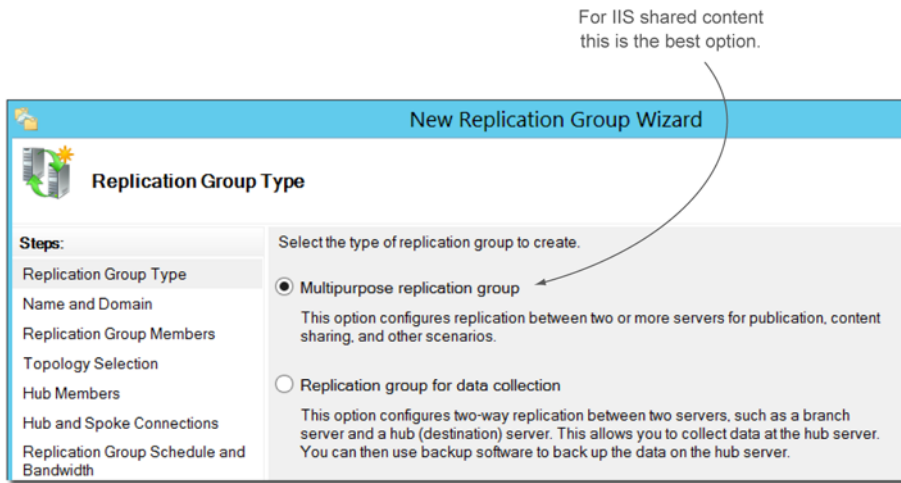 For IIS shared content
this is the best option.
New Replication Group Wizard
Replication Group Type
Steps:
Replication Group Type
Name and Domain
Replication Group Members
Topology Selection
Hub Members
Hub and Spoke Connections
Replication Group Schedule and
Bandwidth
Select the type of replication group to create.
Multipurpose replication group
This option configures replication between two or more servers for publication, content
sharing, and other scenarios.
Replication group for data collection
This option configures two-way replication between two servers, such as a branch
server and a hub (destination) server. This allows you to collect data at the hub server.
You can then use backup software to back up the data on the hub server.